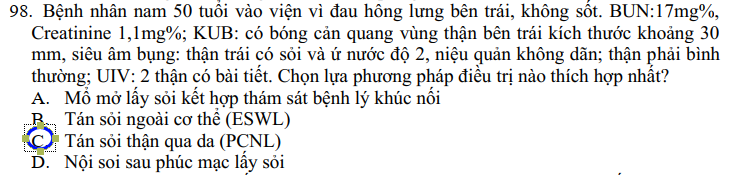 98. Bệnh nhân nam 50 tuổi vào viện vì đau hông lưng bên trái, không sốt. BUN:17mg%,
Creatinine 1,1mg%; KUB: có bóng cản quang vùng thận bên trái kích thước khoảng 30
mm, siêu âm bụng: thận trái có sỏi và ứ nước độ 2, niệu quản không dãn; thận phải bình
thường; UIV: 2 thận có bài tiết. Chọn lựa phương pháp điều trị nào thích hợp nhất?
A. Mổ mở lấy sỏi kết hợp thám sát bệnh lý khúc nối
B. Tán sỏi ngoài cơ thể (ESWL)
C. Tán sỏi thận qua da (PCNL)
D. Nội soi sau phúc mạc lấy sỏi